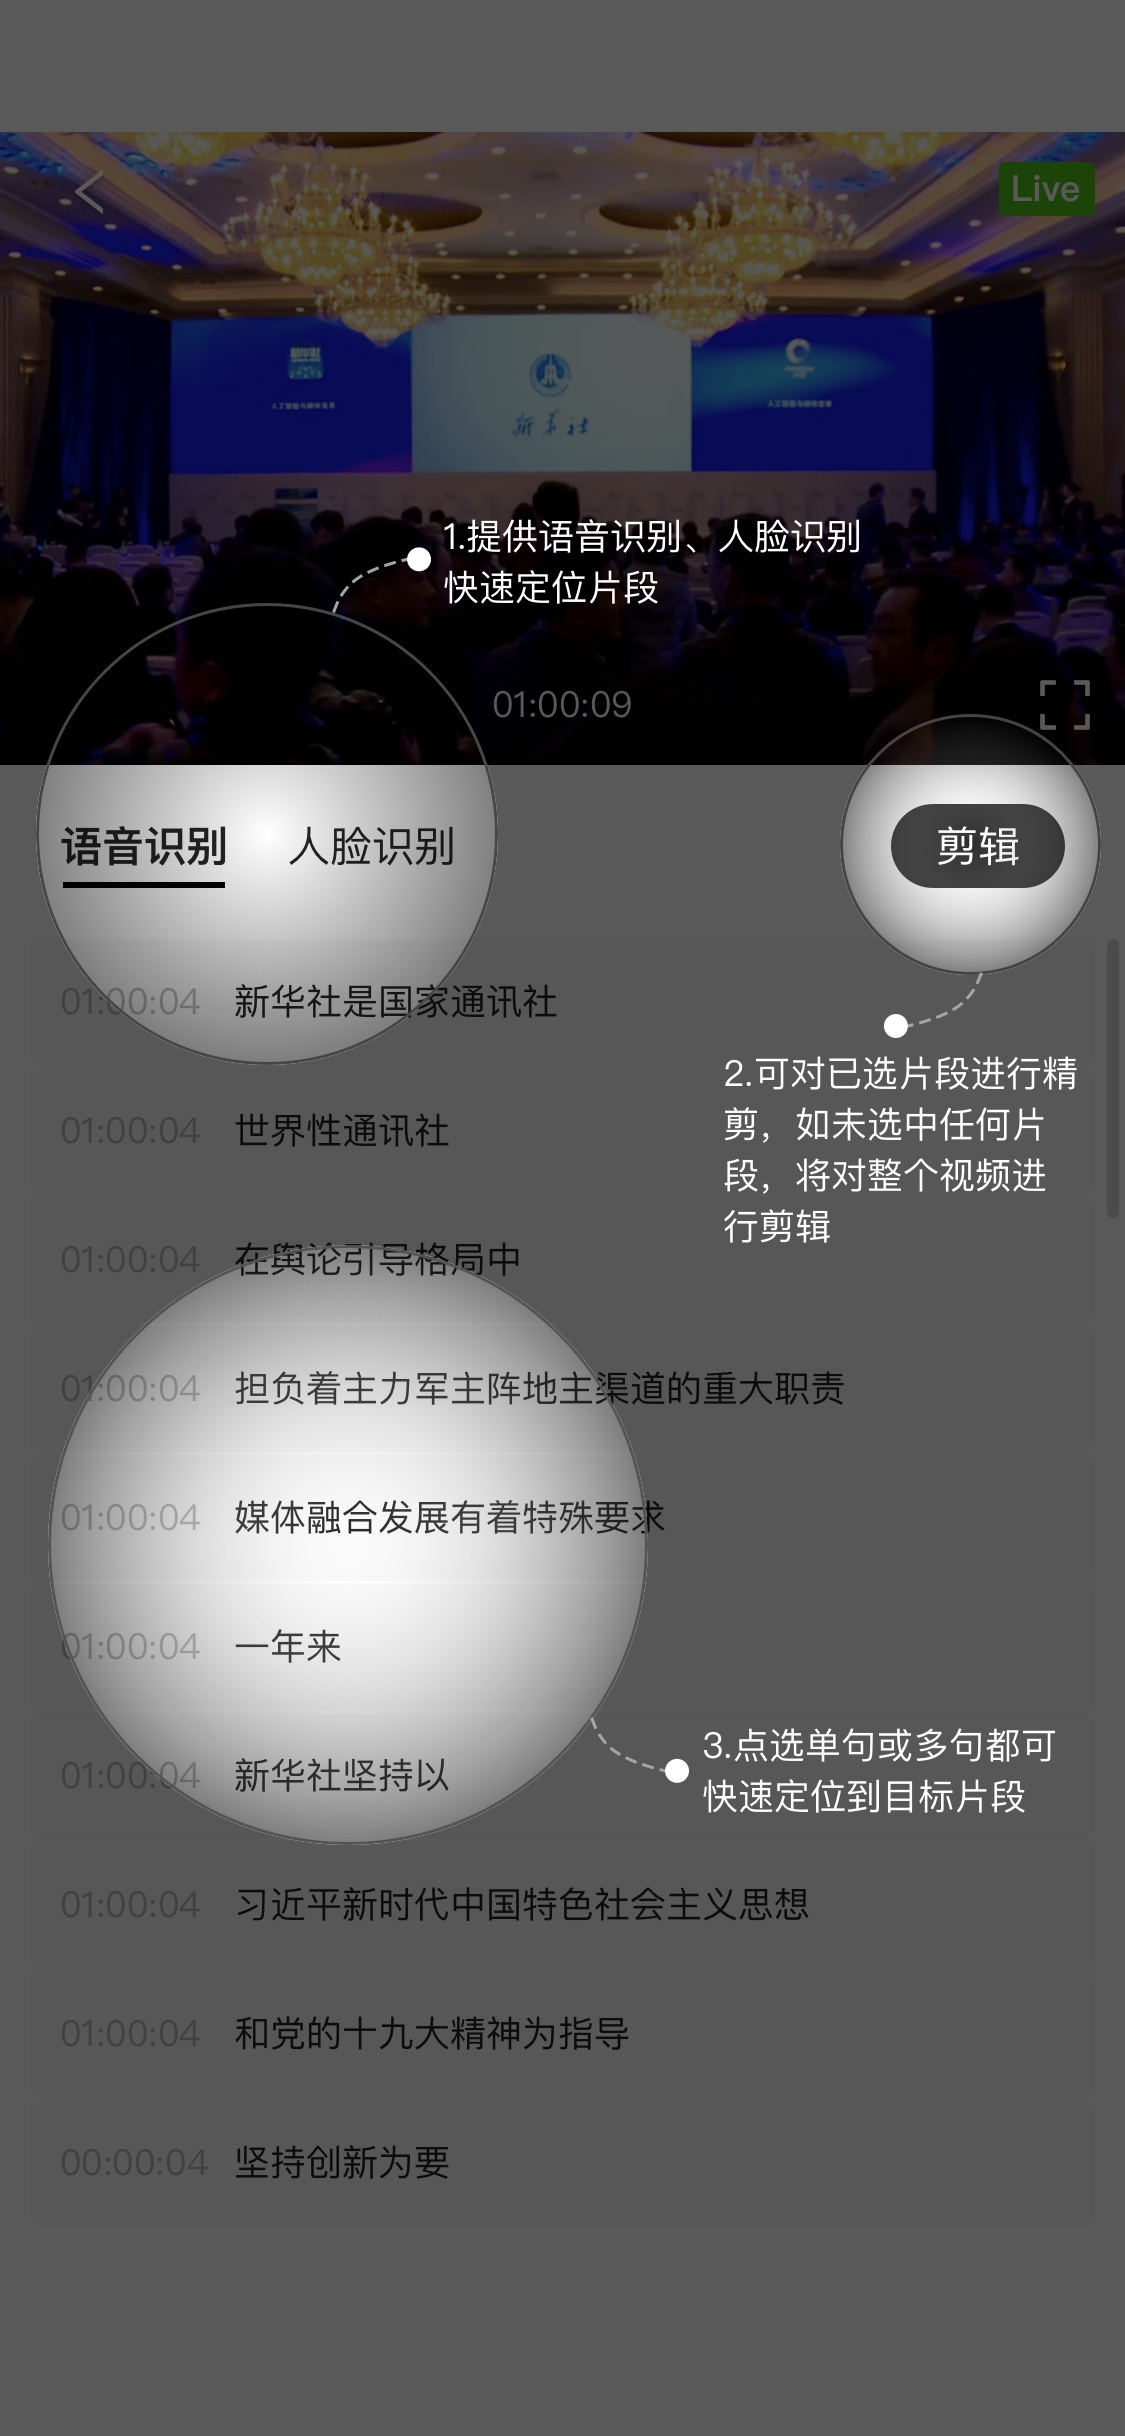 Live
新华社
1.提供语音识别、人脸识别
快速定位片段
01:00:09
语音识别 人脸识别 剪辑
01:00:04 新华社是国家通讯社
2.可对已选片段进行精
剪，如未选中任何片
段，将对整个视频进
行剪辑
01:00:04 世界性通讯社
01:00:04 在舆论引导格局中
01:00:04 担负着主力军主阵地主渠道的重大职责
01:00:04 媒体融合发展有着特殊要求
01:00:04 一年来
3.点选单句或多句都可
快速定位到目标片段
01:00:04 新华社坚持以
01:00:04 习近平新时代中国特色社会主义思想
01:00:04 和党的十九大精神为指导
00:00:04 坚持创新为要